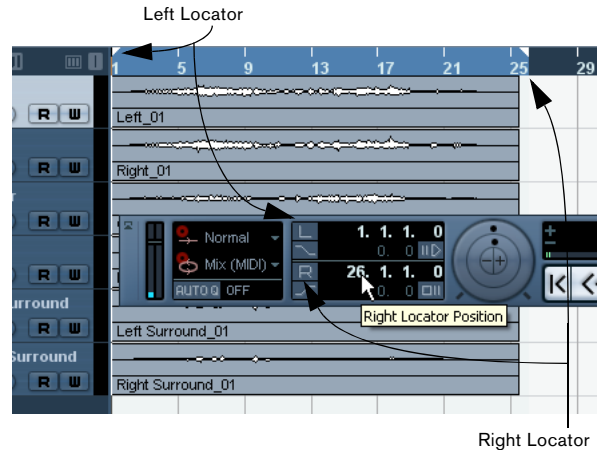 Left Locator
1 5 9 13 17 21 25 29
R W
Left_01
R W
Right_01
r
R W
Normal
L 1. 1. 1. 0
0. 0
Mix (MIDI)
R 26. 1. 1. 0
R W
AUTO Q OFF
0. 0
Right Locator Position
urround
R W
Left Surround_01
Surround
R W
Right Surround_01
Right Locator